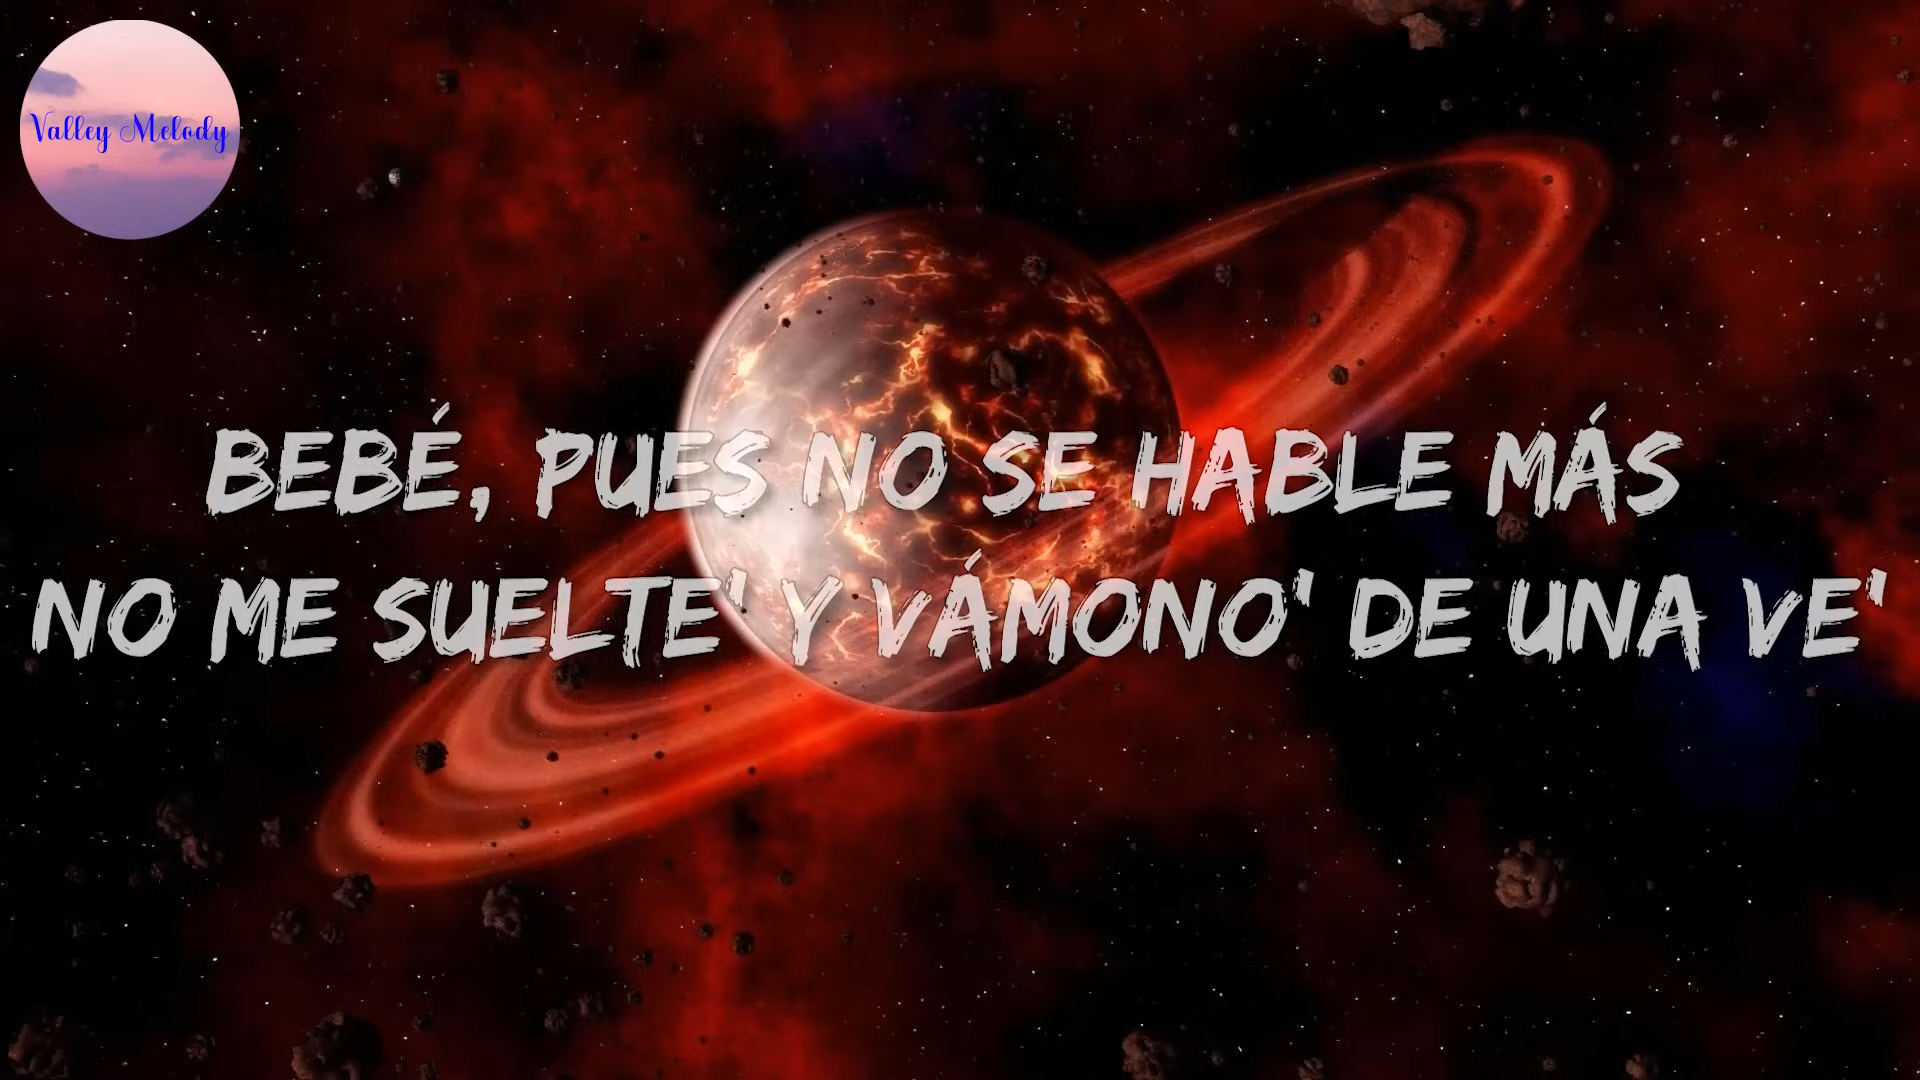 Valley Melody
BEBÉ, PUES NO SE HABLE MÁS
NO ME SUELTE' Y VÁMONO' DE UNA VE'